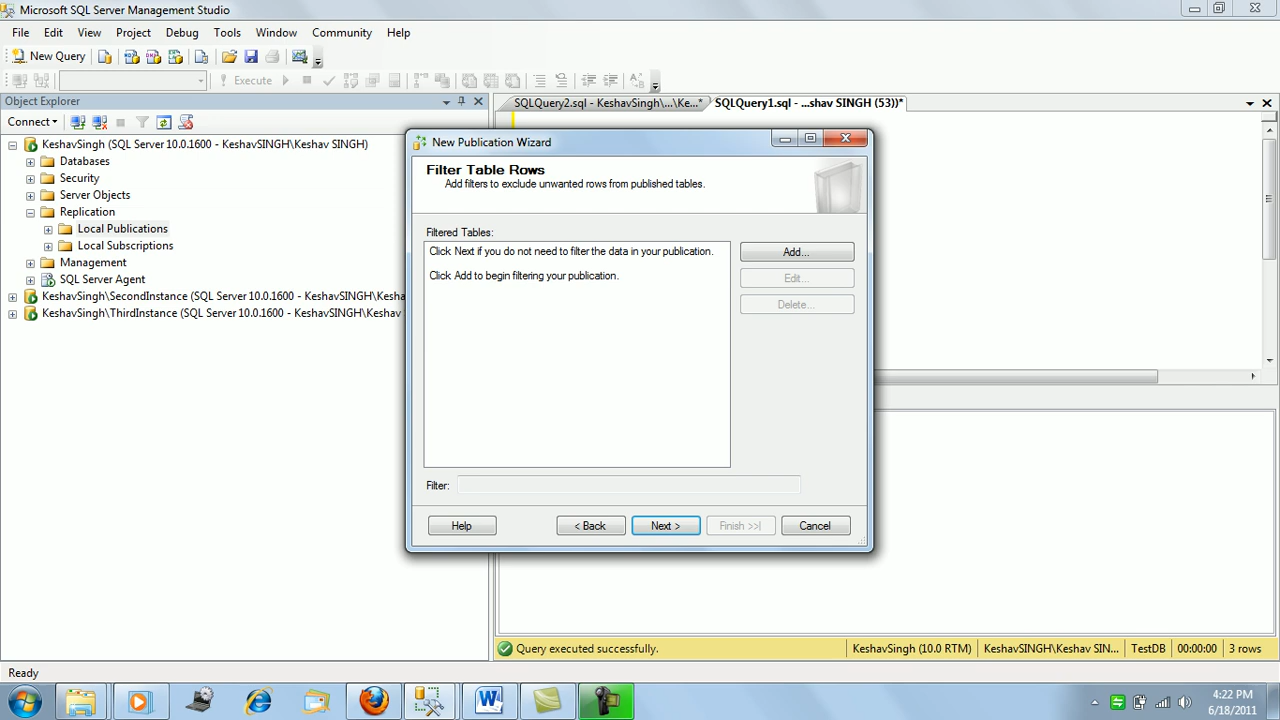 Microsoft SQL Server Management Studio
File Edit View Project Debug Tools Window Community Help
New Query
Execute
Object Explorer
SQLQuery2.sql - KeshavSingh\...\Ke...* SQLQuery1.sql - ...shav SINGH (53))*
Connect
KeshavSingh (SQL Server 10.0.1600 - KeshavSINGH\Keshav SINGH)
Databases
Security
Server Objects
Replication
Local Publications
Local Subscriptions
Management
SQL Server Agent
KeshavSingh\SecondInstance (SQL Server 10.0.1600 - KeshavSINGH\Kesha
KeshavSingh\ThirdInstance (SQL Server 10.0.1600 - KeshavSINGH\Keshav
New Publication Wizard
Filter Table Rows
Add filters to exclude unwanted rows from published tables.
Filtered Tables:
Click Next if you do not need to filter the data in your publication.
Click Add to begin filtering your publication.
Add...
Edit...
Delete...
Filter:
Help < Back Next > Finish >>| Cancel
Query executed successfully. KeshavSingh (10.0 RTM) KeshavSINGH\Keshav SIN... TestDB 00:00:00 3 rows
Ready
4:22 PM
6/18/2011